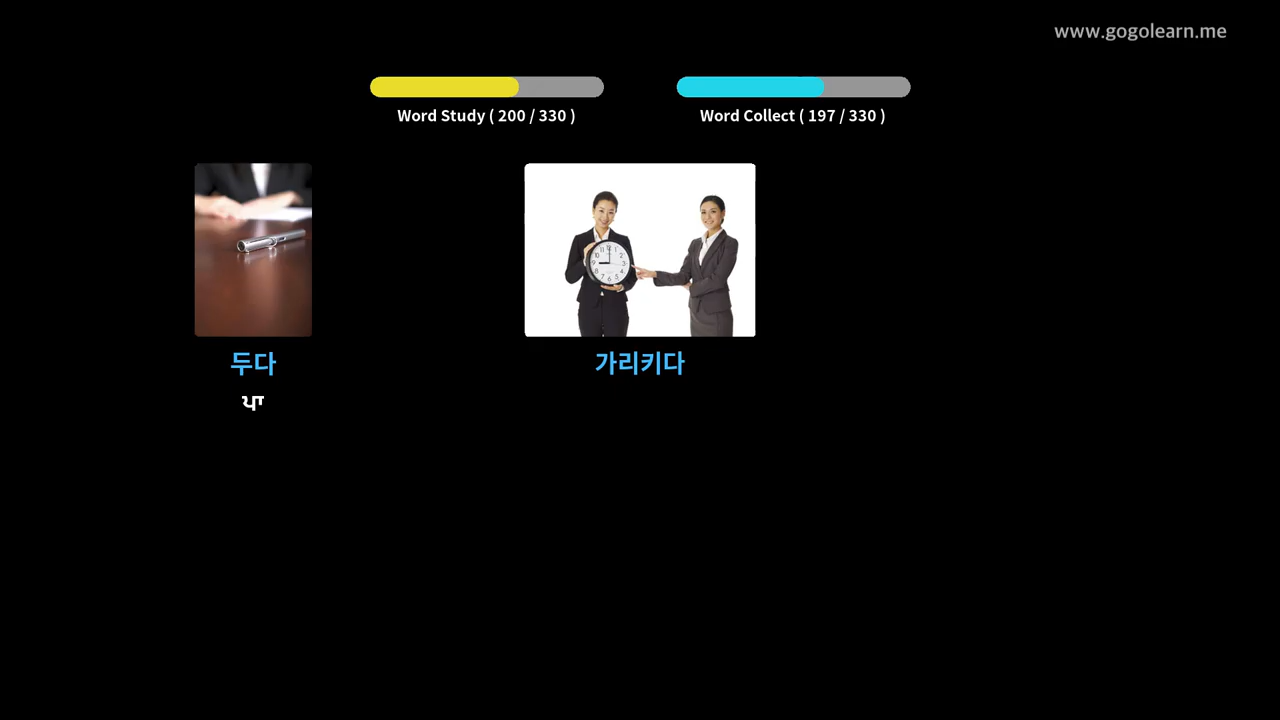 www.gogolearn.me
Word Study ( 200 / 330 )
Word Collect ( 197 / 330 )
두다
가리키다
ਪਾ